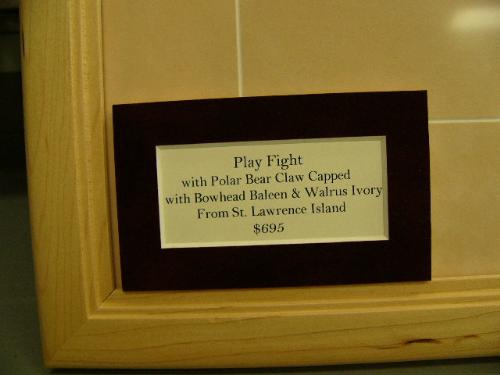 Play Fight
with Polar Bear Claw Capped
with Bowhead Baleen & Walrus Ivory
From St. Lawrence Island
$695